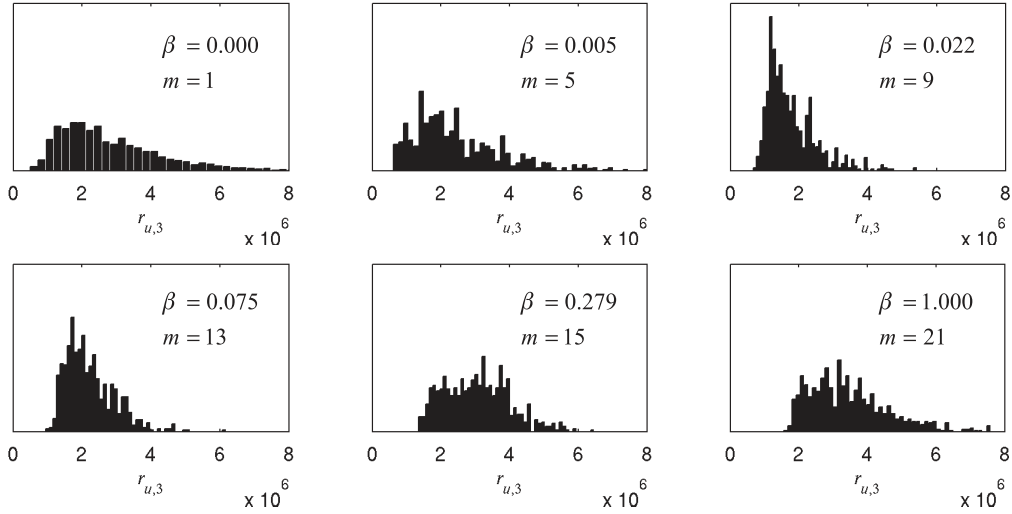 β = 0.000
m = 1
0 2 4 6 8
r_{u,3}
x 10^6
β = 0.005
m = 5
0 2 4 6 8
r_{u,3}
x 10^6
β = 0.022
m = 9
0 2 4 6 8
r_{u,3}
x 10^6
β = 0.075
m = 13
0 2 4 6 8
r_{u,3}
x 10^6
β = 0.279
m = 15
0 2 4 6 8
r_{u,3}
x 10^6
β = 1.000
m = 21
0 2 4 6 8
r_{u,3}
x 10^6